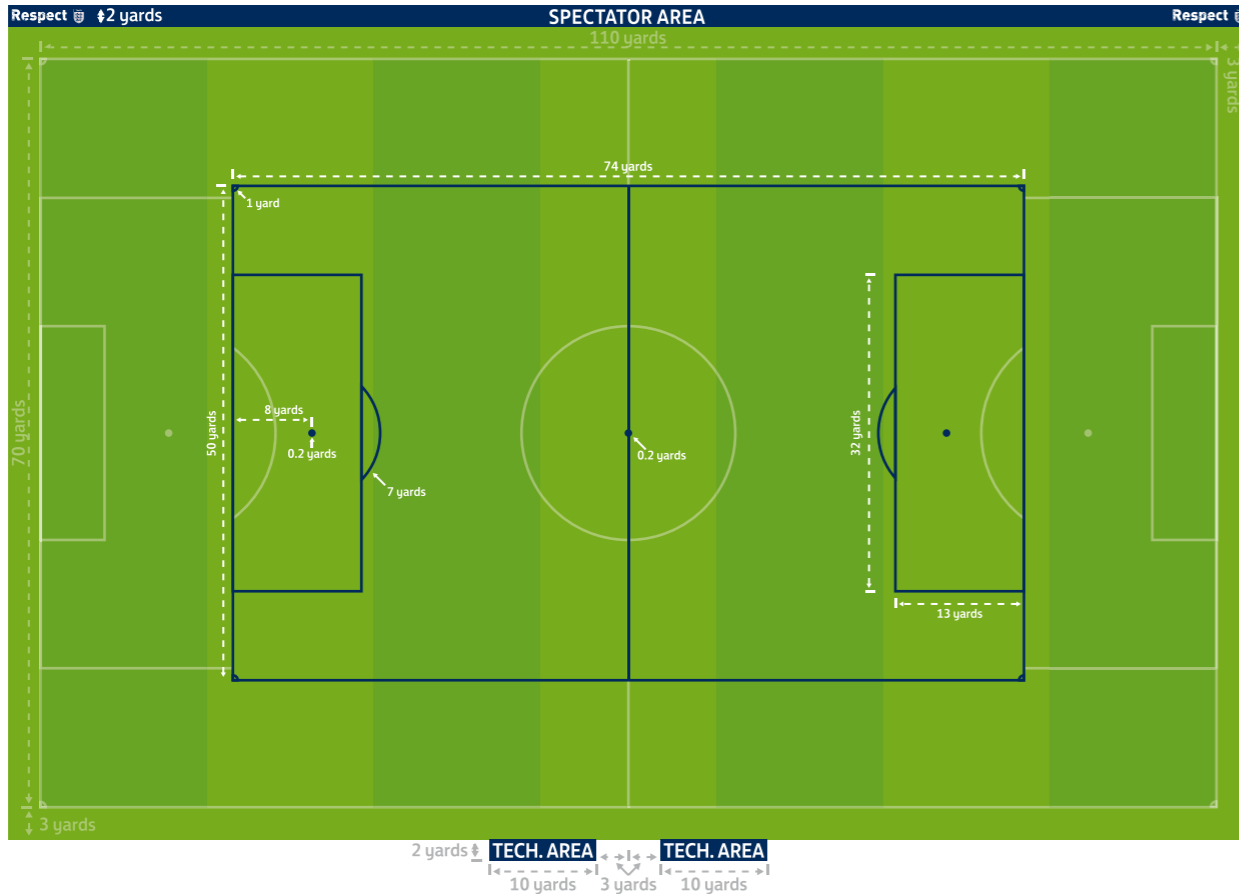 Respect 2 yards SPECTATOR AREA Respect
110 yards
3 yards
74 yards
1 yard
8 yards
50 yards
70 yards
32 yards
0.2 yards
0.2 yards
7 yards
13 yards
3 yards
2 yards TECH. AREA TECH. AREA
10 yards 3 yards 10 yards